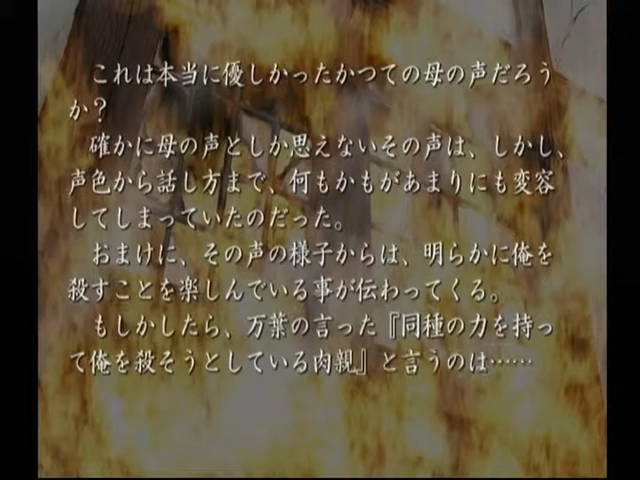 これは本当に優しかったかつての母の声だろう
か？
確かに母の声としか思えないその声は、しかし、
声色から話し方まで、何もかもがあまりにも変容
してしまっていたのだった。
おまけに、その声の様子からは、明らかに俺を
殺すことを楽しんでいる事が伝わってくる。
もしかしたら、万葉の言った『同種の力を持っ
て俺を殺そうとしている肉親』と言うのは……